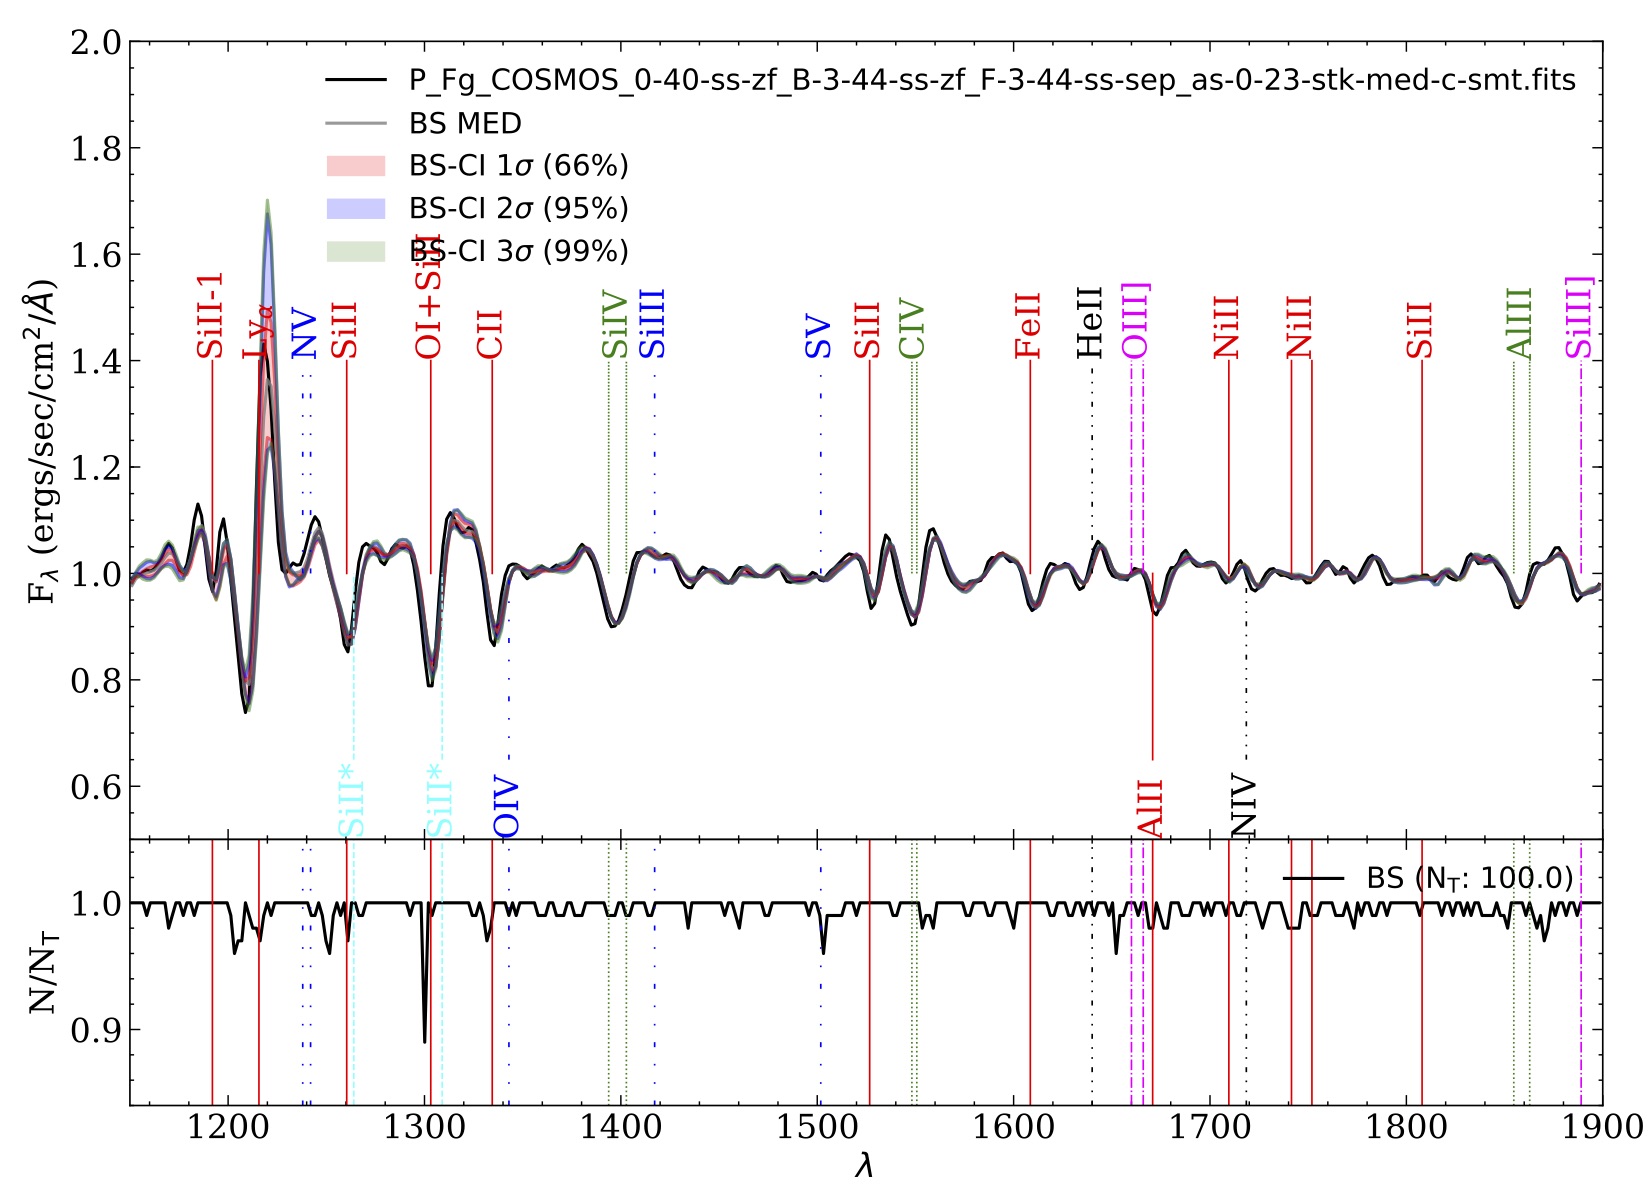 2.0
1.8
1.6
1.4
1.2
1.0
0.8
0.6
F_λ (ergs/sec/cm²/Å)
P_Fg_COSMOS_0-40-ss-zf_B-3-44-ss-zf_F-3-44-ss-sep_as-0-23-stk-med-c-smt.fits
BS MED
BS-CI 1σ (66%)
BS-CI 2σ (95%)
BS-CI 3σ (99%)
SiII-1
Lyα
NV
SiII
OI+SiII
CII
SiIV
SiIII
SV
SiII
CIV
FeII
HeII
OIII]
NiII
NiII
SiII
AlIII
SiIII]
SiII*
SiII*
OIV
AlII
NIV
BS (N_T: 100.0)
1.0
0.9
N/N_T
1200
1300
1400
1500
1600
1700
1800
1900
λ